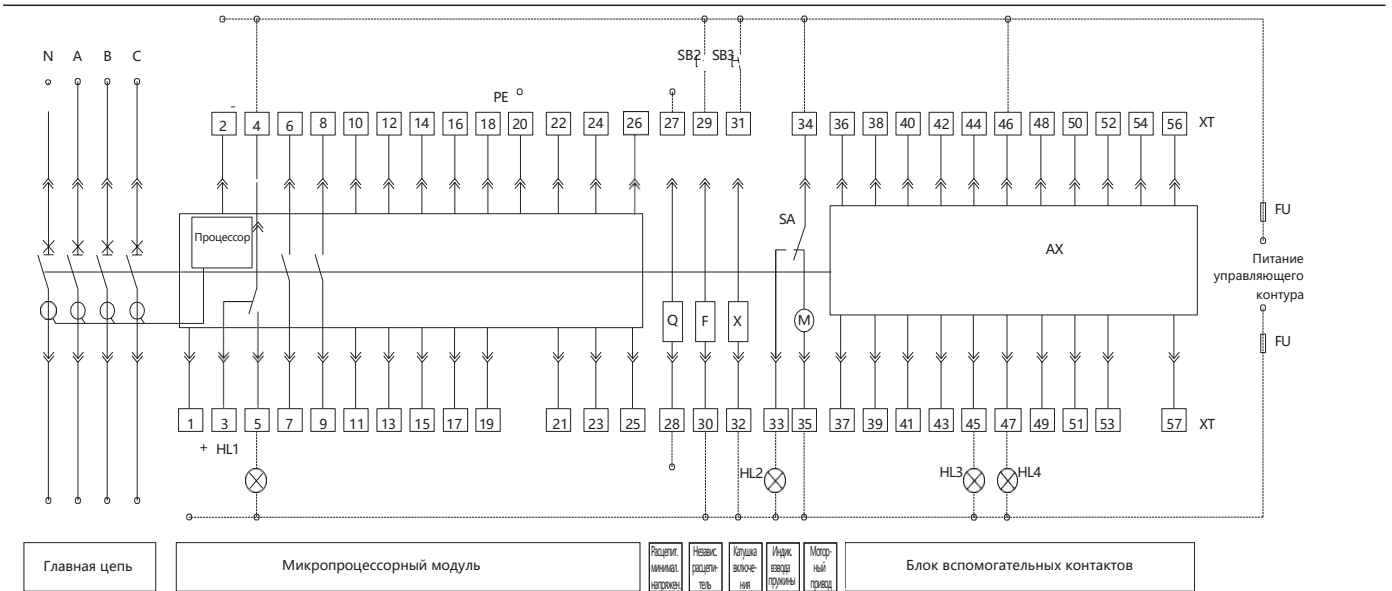 SB2 SB3
N A B C
PE
-
2 4 6 8 10 12 14 16 18 20 22 24 26 27 29 31 34 36 38 40 42 44 46 48 50 52 54 56 XT
FU
SA
Процессор
AX
Питание
управляющего
контура
Q F X M
FU
1 3 5 7 9 11 13 15 17 19 21 23 25 28 30 32 33 35 37 39 41 43 45 47 49 51 53 57 XT
+ HL1
HL2 HL3 HL4
Главная цепь
Микропроцессорный модуль
Расцепит.
минимал.
напряжен.
Независ.
расцепи-
тель
Катушка
включе-
ния
Индик.
взвода
пружины
Мотор-
ный
привод
Блок вспомогательных контактов